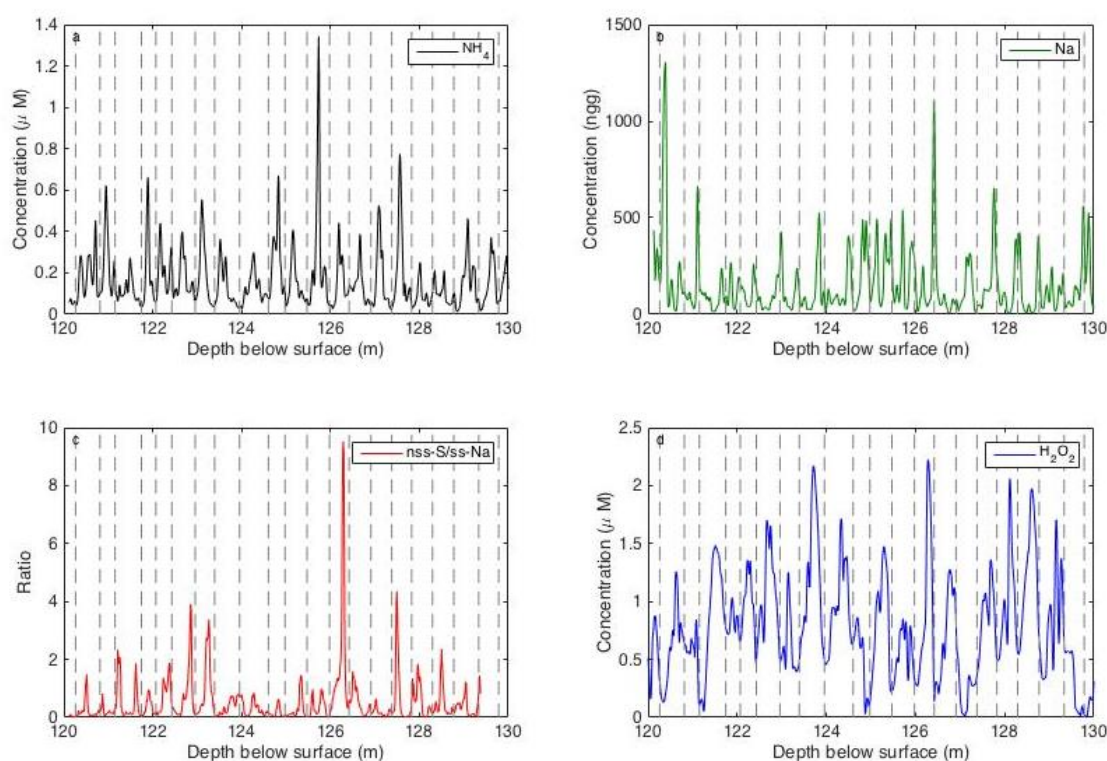 a
NH4
Concentration (μ M)
1.4
1.2
1
0.8
0.6
0.4
0.2
0
120 122 124 126 128 130
Depth below surface (m)
b
Na
Concentration (ngg)
1500
1000
500
0
120 122 124 126 128 130
Depth below surface (m)
c
nss-S/ss-Na
Ratio
10
8
6
4
2
0
120 122 124 126 128 130
Depth below surface (m)
d
H2O2
Concentration (μ M)
2.5
2
1.5
1
0.5
0
120 122 124 126 128 130
Depth below surface (m)